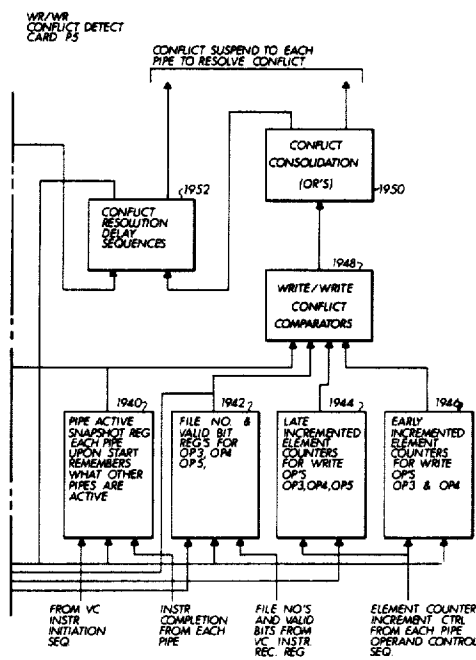 WR/WR
CONFLICT DETECT
CARD P5
CONFLICT SUSPEND TO EACH
PIPE TO RESOLVE CONFLICT
CONFLICT
CONSOLIDATION
(OR'S)
1950
1952
CONFLICT
RESOLUTION
DELAY
SEQUENCES
1948
WRITE/WRITE
CONFLICT
COMPARATORS
1940
PIPE ACTIVE
SNAPSHOT REG
EACH PIPE
UPON START
REMEMBERS
WHAT OTHER
PIPES ARE
ACTIVE
1942
FILE NO. &
VALID BIT
REG'S FOR
OP3, OP4
OP5,
1944
LATE
INCREMENTED
ELEMENT
COUNTERS
FOR WRITE
OP'S
OP3,OP4,OP5
1946
EARLY
INCREMENTED
ELEMENT
COUNTERS
FOR WRITE
OP'S
OP3 & OP4
FROM VC
INSTR
INITIATION
SEQ
INSTR
COMPLETION
FROM EACH
PIPE
FILE NO'S
AND VALID
BITS FROM
VC INSTR.
REC. REG
ELEMENT COUNTER
INCREMENT CTRL
FROM EACH PIPE
OPERAND CONTROL
SEQ.